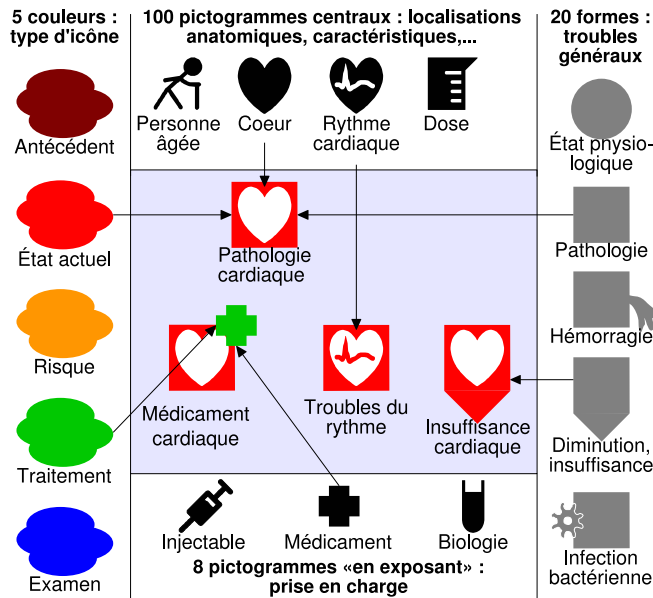 5 couleurs :
type d'icône
100 pictogrammes centraux : localisations
anatomiques, caractéristiques,...
20 formes :
troubles
généraux
Antécédent
État actuel
Risque
Traitement
Examen
Personne
âgée
Coeur
Rythme
cardiaque
Dose
Pathologie
cardiaque
Médicament
cardiaque
Troubles du
rythme
Insuffisance
cardiaque
Injectable
Médicament
Biologie
8 pictogrammes «en exposant» :
prise en charge
État physio-
logique
Pathologie
Hémorragie
Diminution,
insuffisance
Infection
bactérienne